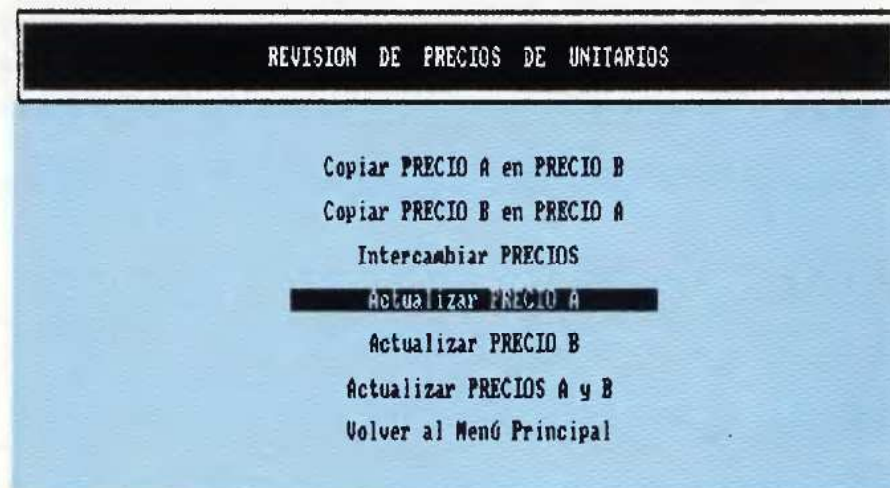 REVISION DE PRECIOS DE UNITARIOS
Copiar PRECIO A en PRECIO B
Copiar PRECIO B en PRECIO A
Intercambiar PRECIOS
Actualizar PRECIO A
Actualizar PRECIO B
Actualizar PRECIOS A y B
Volver al Menú Principal